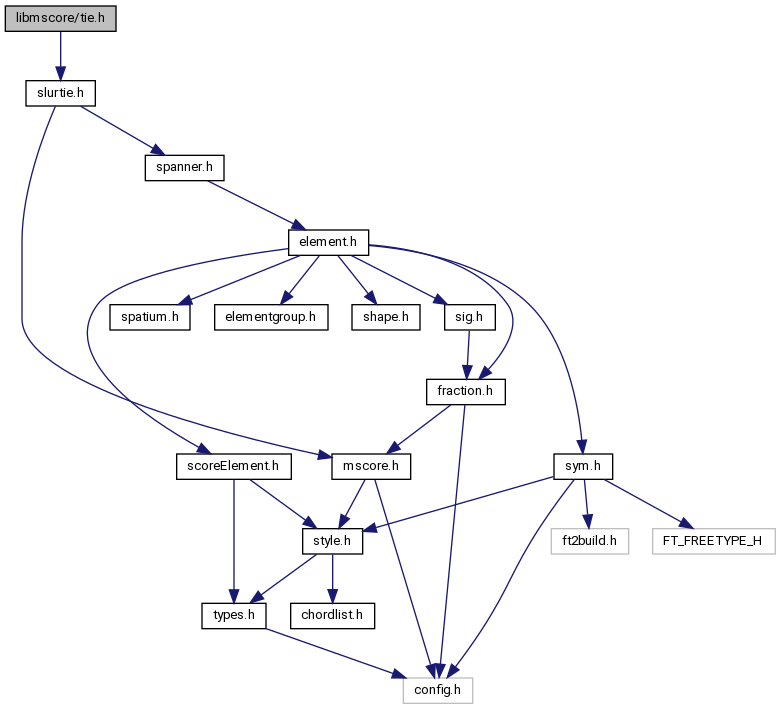 libmscore/tie.h
slurtie.h
spanner.h
element.h
spatium.h
elementgroup.h
shape.h
sig.h
fraction.h
scoreElement.h
mscore.h
sym.h
style.h
ft2build.h
FT_FREETYPE_H
types.h
chordlist.h
config.h